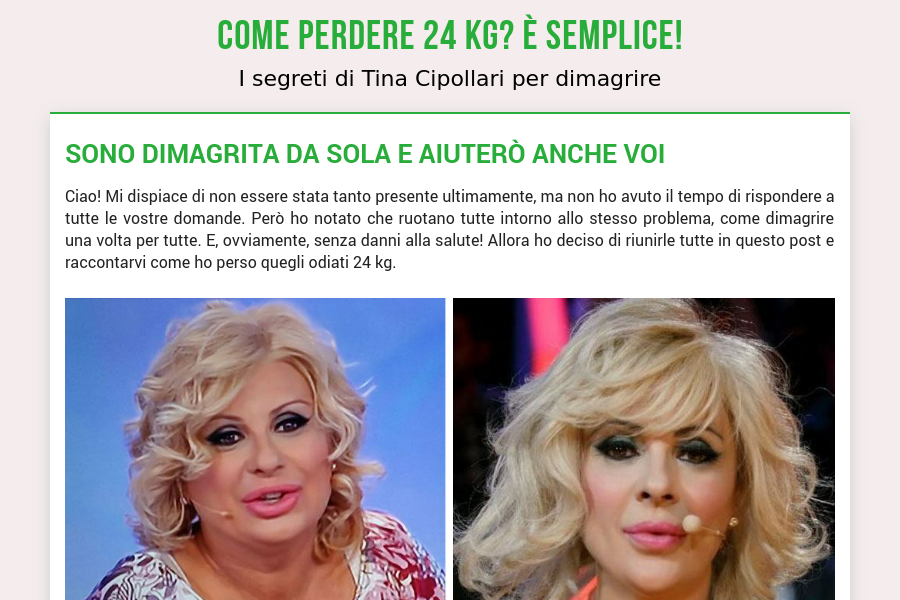 COME PERDERE 24 KG? È SEMPLICE!
I segreti di Tina Cipollari per dimagrire
SONO DIMAGRITA DA SOLA E AIUTERÒ ANCHE VOI
Ciao! Mi dispiace di non essere stata tanto presente ultimamente, ma non ho avuto il tempo di rispondere a
tutte le vostre domande. Però ho notato che ruotano tutte intorno allo stesso problema, come dimagrire
una volta per tutte. E, ovviamente, senza danni alla salute! Allora ho deciso di riunirle tutte in questo post e
raccontarvi come ho perso quegli odiati 24 kg.